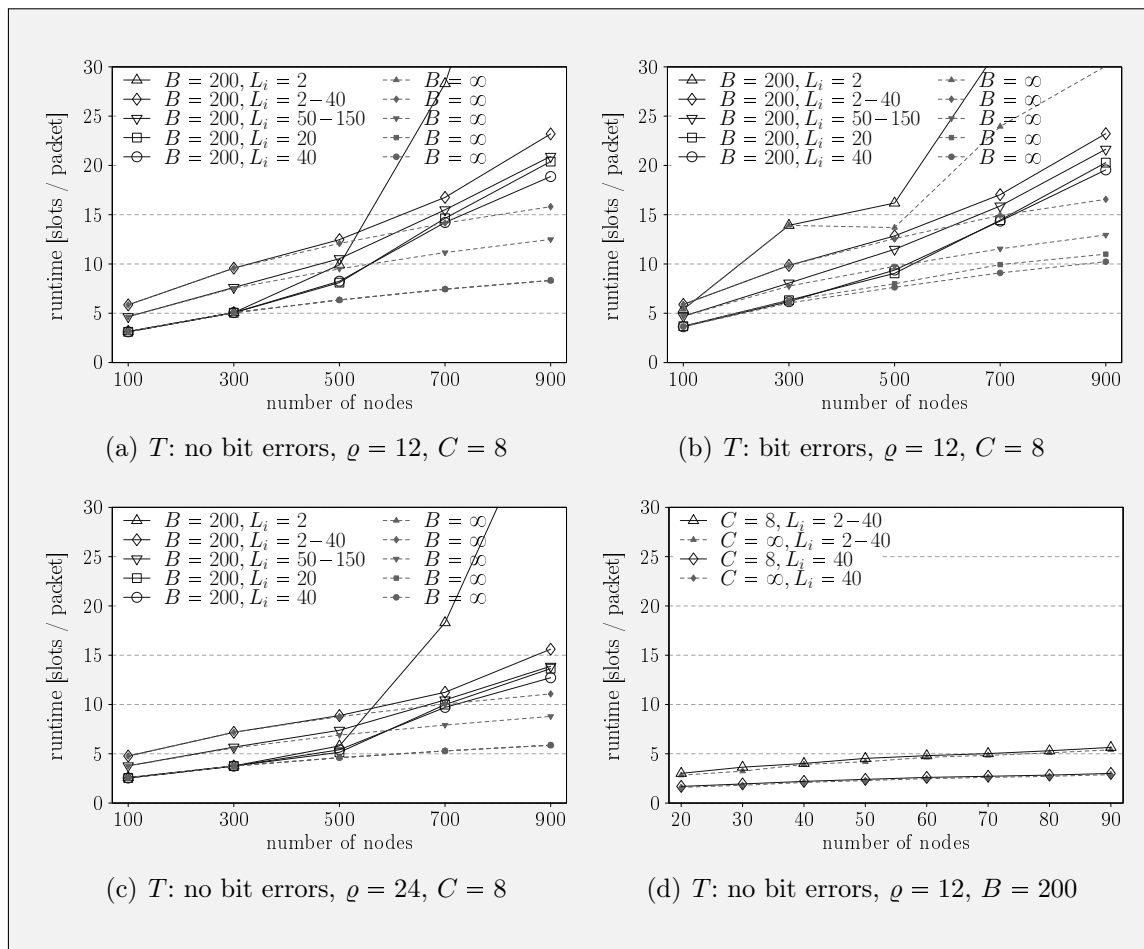 30
25
20
15
10
5
0
runtime [slots / packet]
B = 200, L_i = 2
B = 200, L_i = 2−40
B = 200, L_i = 50−150
B = 200, L_i = 20
B = 200, L_i = 40
B = ∞
B = ∞
B = ∞
B = ∞
B = ∞
100 300 500 700 900
number of nodes
(a) T: no bit errors, ϱ = 12, C = 8
30
25
20
15
10
5
0
runtime [slots / packet]
B = 200, L_i = 2
B = 200, L_i = 2−40
B = 200, L_i = 50−150
B = 200, L_i = 20
B = 200, L_i = 40
B = ∞
B = ∞
B = ∞
B = ∞
B = ∞
100 300 500 700 900
number of nodes
(b) T: bit errors, ϱ = 12, C = 8
30
25
20
15
10
5
0
runtime [slots / packet]
B = 200, L_i = 2
B = 200, L_i = 2−40
B = 200, L_i = 50−150
B = 200, L_i = 20
B = 200, L_i = 40
B = ∞
B = ∞
B = ∞
B = ∞
B = ∞
100 300 500 700 900
number of nodes
(c) T: no bit errors, ϱ = 24, C = 8
30
25
20
15
10
5
0
runtime [slots / packet]
C = 8, L_i = 2−40
C = ∞, L_i = 2−40
C = 8, L_i = 40
C = ∞, L_i = 40
20 30 40 50 60 70 80 90
number of nodes
(d) T: no bit errors, ϱ = 12, B = 200